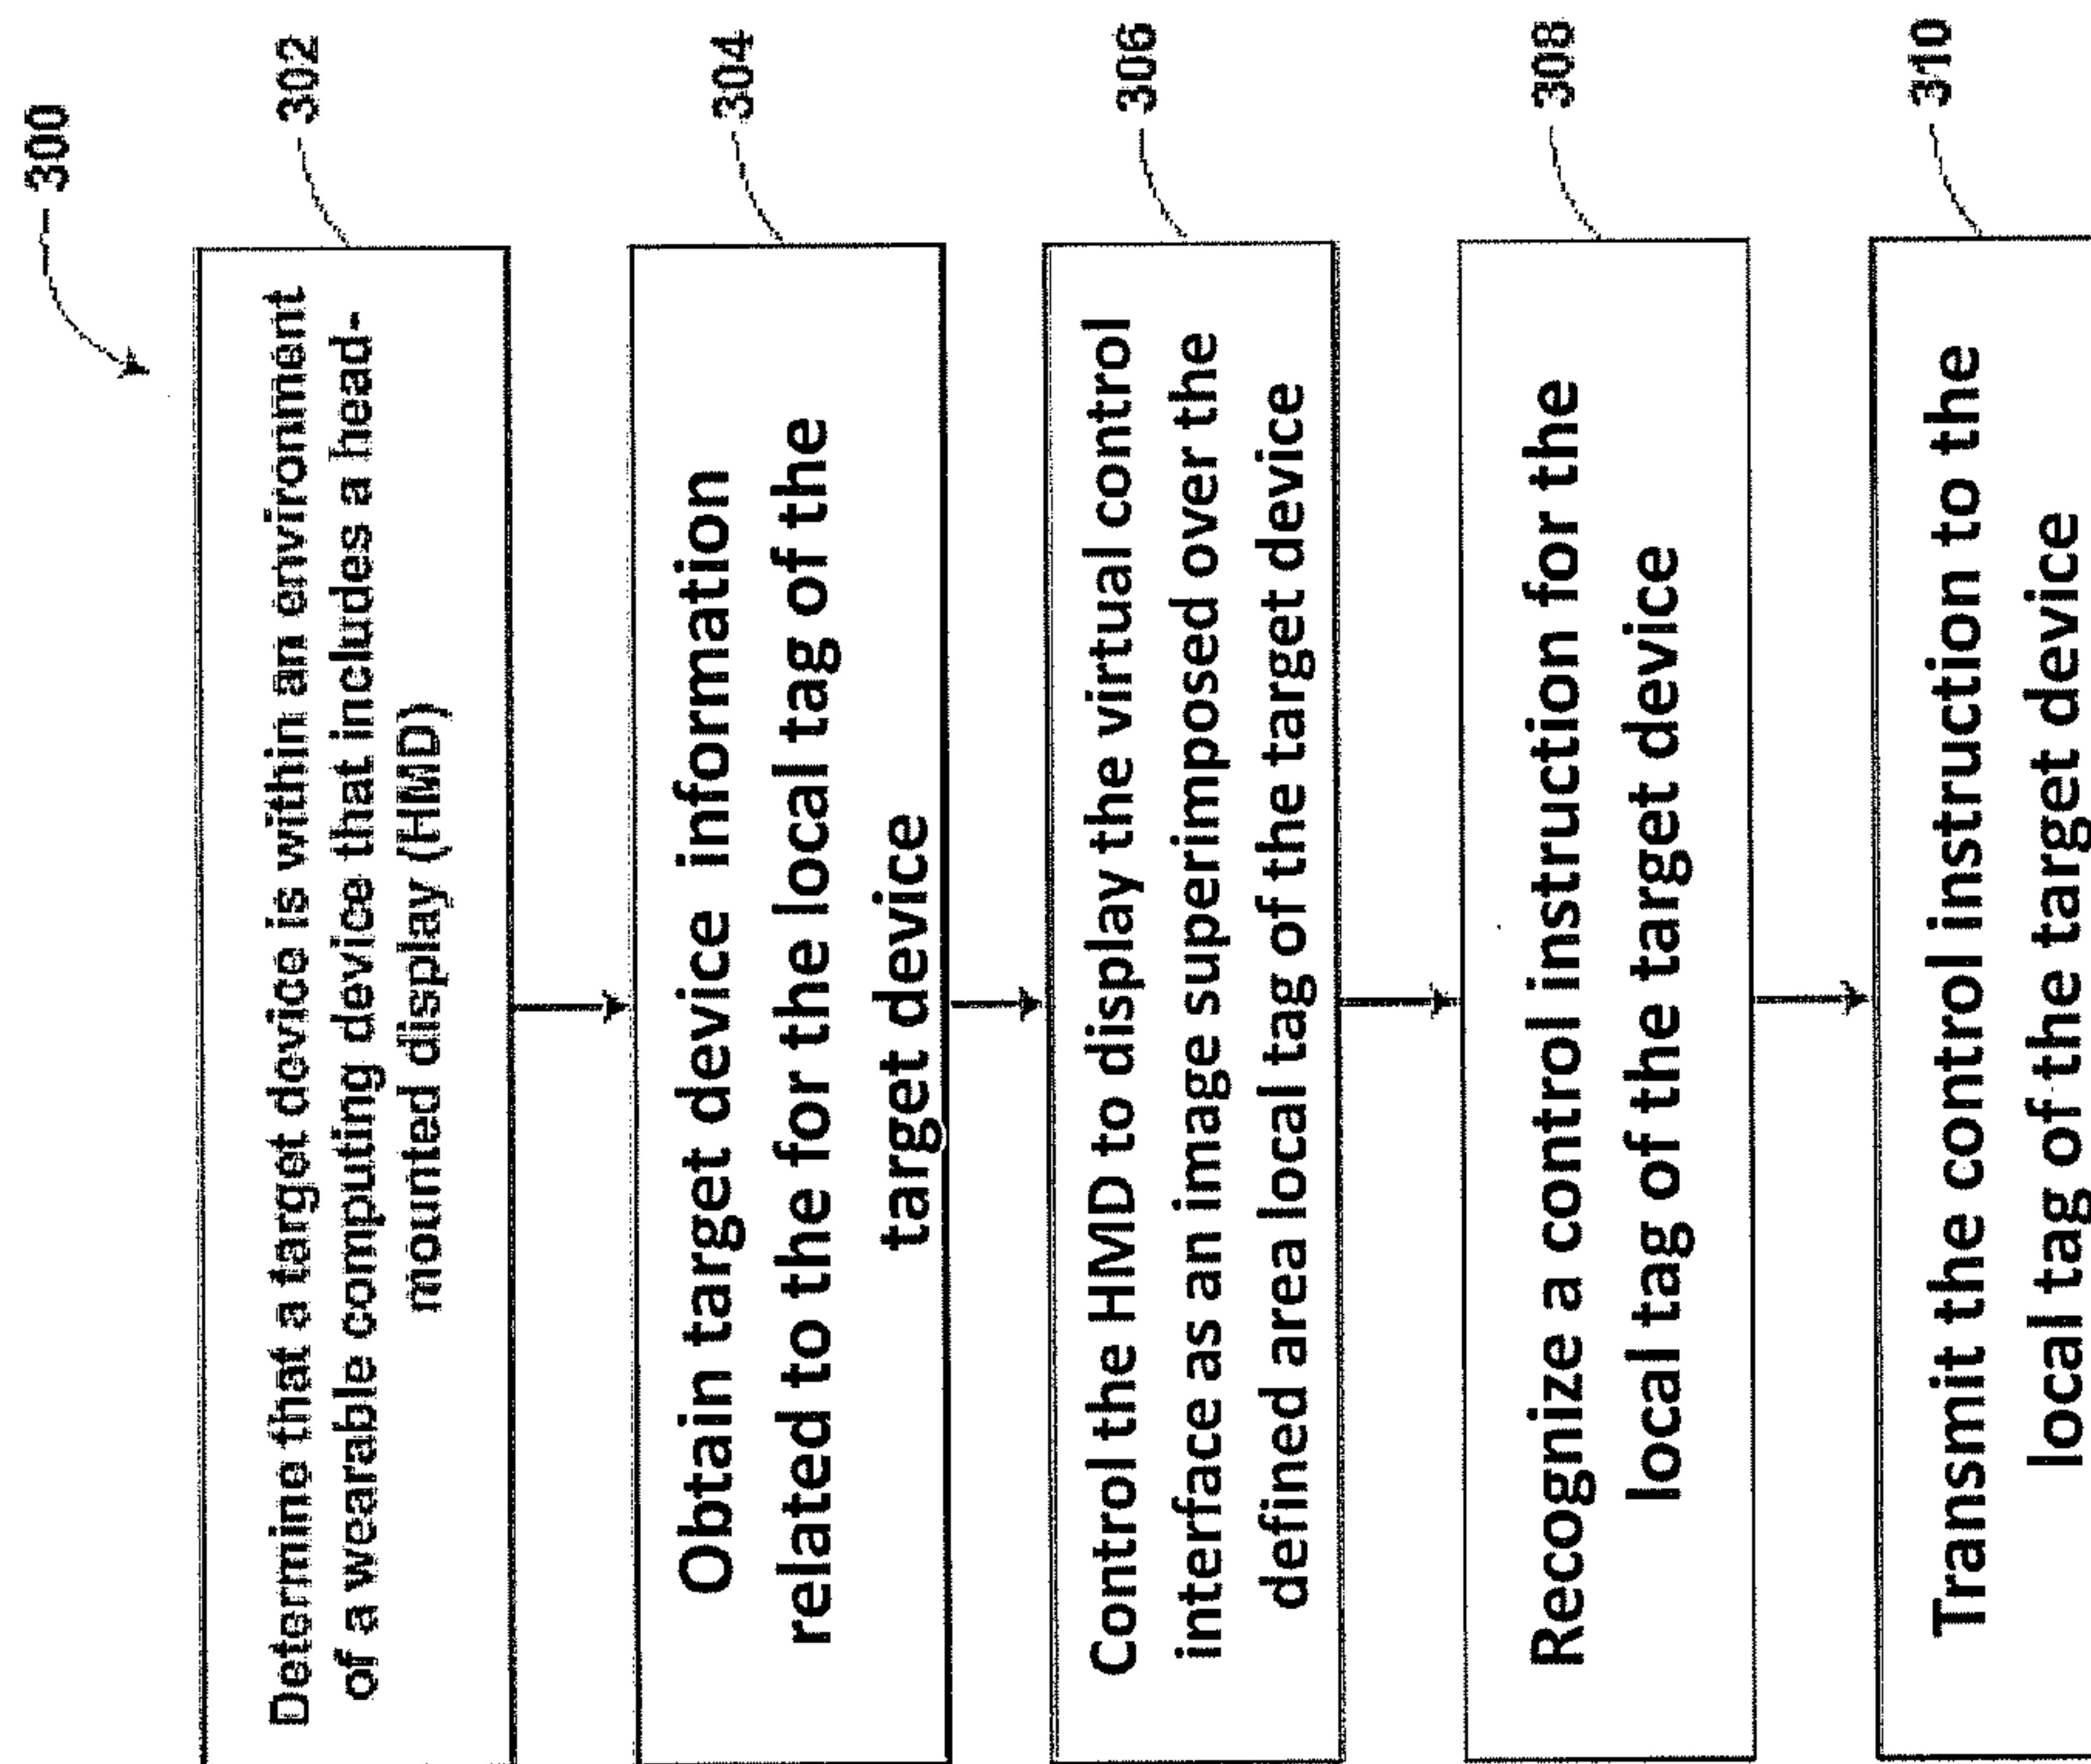 300
302
Determine that a target device is within an environment
of a wearable computing device that includes a head-
mounted display (HMD)
304
Obtain target device information
related to the for the local tag of the
target device
306
Control the HMD to display the virtual control
interface as an image superimposed over the
defined area local tag of the target device
308
Recognize a control instruction for the
local tag of the target device
310
Transmit the control instruction to the
local tag of the target device